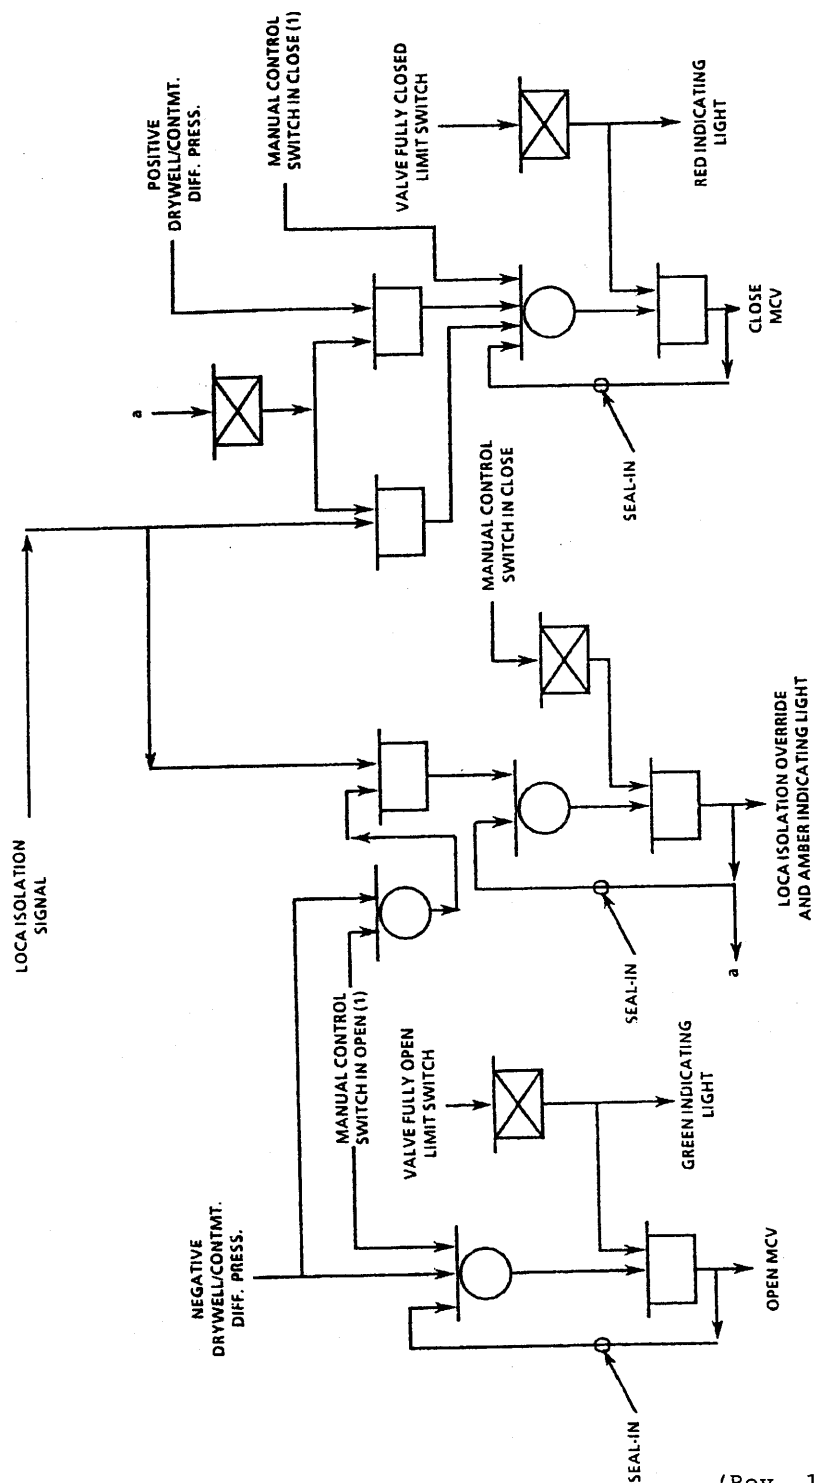 LOCA ISOLATION
SIGNAL
NEGATIVE
DRYWELL/CONTMT.
DIFF. PRESS.
MANUAL CONTROL
SWITCH IN OPEN (1)
VALVE FULLY OPEN
LIMIT SWITCH
GREEN INDICATING
LIGHT
OPEN MCV
SEAL-IN
SEAL-IN
a
LOCA ISOLATION OVERRIDE
AND AMBER INDICATING LIGHT
MANUAL CONTROL
SWITCH IN CLOSE
a
POSITIVE
DRYWELL/CONTMT.
DIFF. PRESS.
MANUAL CONTROL
SWITCH IN CLOSE (1)
VALVE FULLY CLOSED
LIMIT SWITCH
RED INDICATING
LIGHT
CLOSE
MCV
SEAL-IN